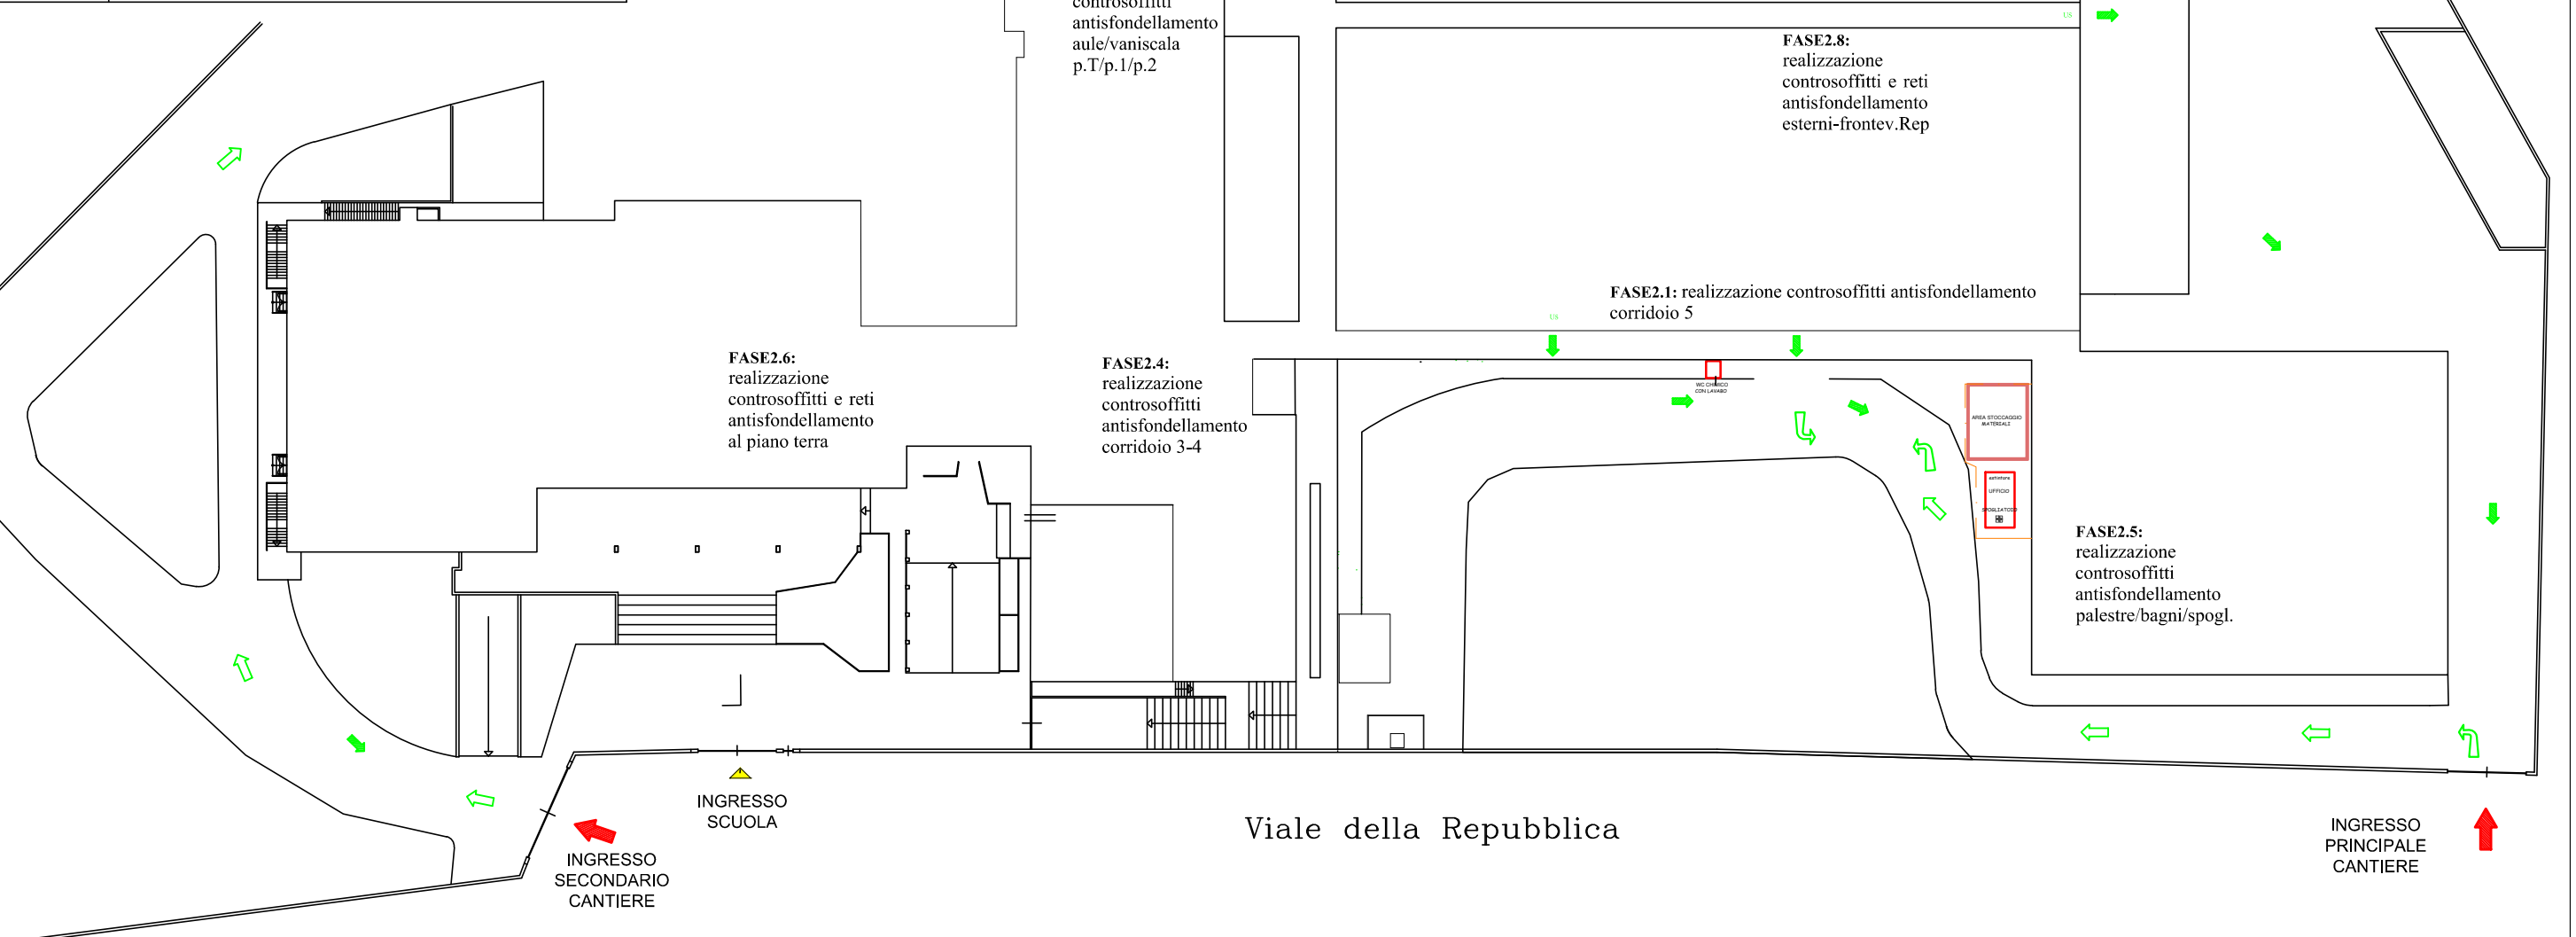 controsoffitti
antisfondellamento
aule/vaniscala
p.T/p.1/p.2
US
FASE2.8:
realizzazione
controsoffitti e reti
antisfondellamento
esterni-frontev.Rep
FASE2.1: realizzazione controsoffitti antisfondellamento
corridoio 5
US
FASE2.6:
realizzazione
controsoffitti e reti
antisfondellamento
al piano terra
FASE2.4:
realizzazione
controsoffitti
antisfondellamento
corridoio 3-4
WC CHIMICO
CON LAVABO
AREA STOCCAGGIO
MATERIALI
estintore
UFFICIO
SPOGLIATOIO
FASE2.5:
realizzazione
controsoffitti
antisfondellamento
palestre/bagni/spogl.
INGRESSO
SCUOLA
INGRESSO
SECONDARIO
CANTIERE
Viale della Repubblica
INGRESSO
PRINCIPALE
CANTIERE